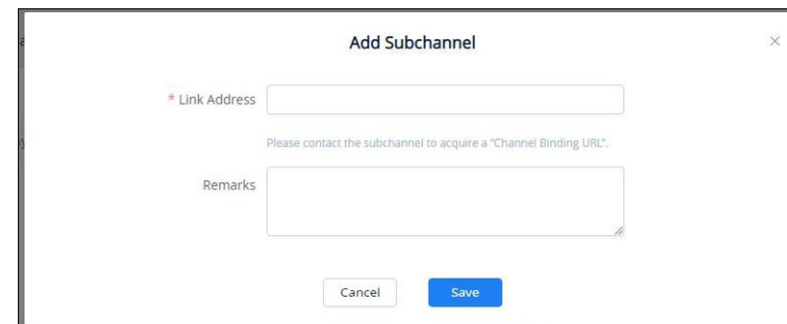 Add Subchannel
* Link Address
Please contact the subchannel to acquire a "Channel Binding URL".
Remarks
Cancel Save